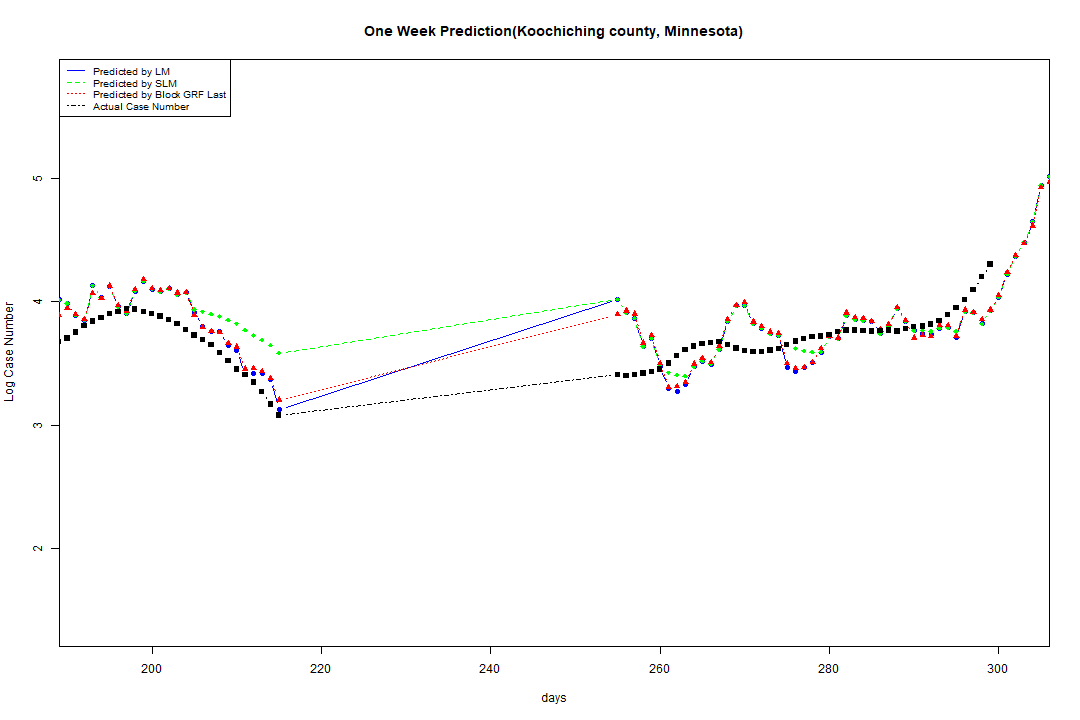 One Week Prediction(Koochiching county, Minnesota)
Predicted by LM
Predicted by SLM
Predicted by Block GRF Last
Actual Case Number
5
4
3
2
Log Case Number
200 220 240 260 280 300
days